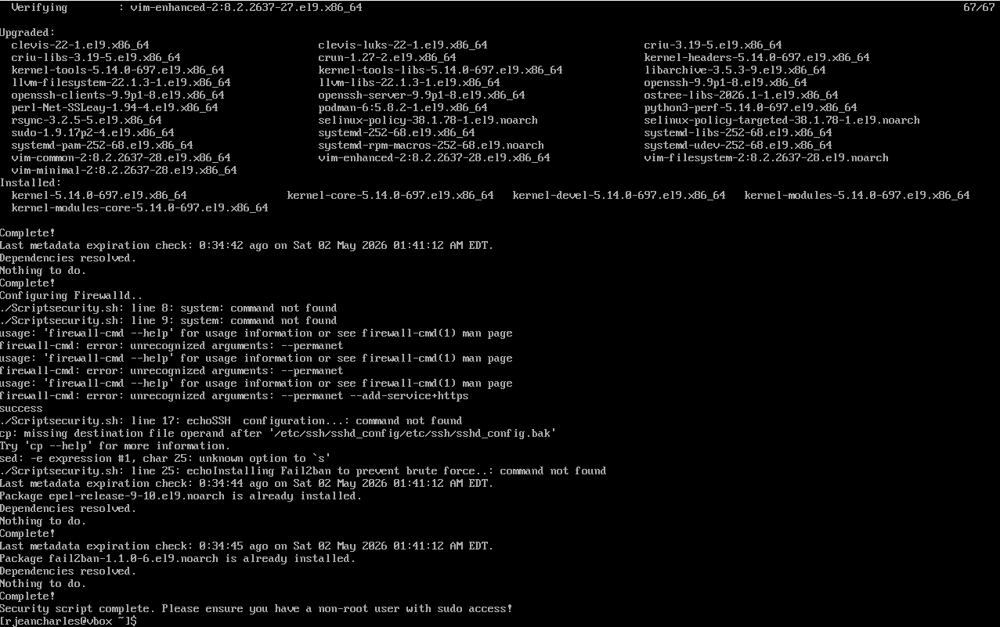 Verifying : vim-enhanced-2:8.2.2637-27.el9.x86_64 67/67
Upgraded:
clevis-22-1.el9.x86_64 clevis-luks-22-1.el9.x86_64 criu-3.19-5.el9.x86_64
criu-libs-3.19-5.el9.x86_64 crun-1.27-2.el9.x86_64 kernel-headers-5.14.0-697.el9.x86_64
kernel-tools-5.14.0-697.el9.x86_64 kernel-tools-libs-5.14.0-697.el9.x86_64 libarchive-3.5.3-9.el9.x86_64
llvm-filesystem-22.1.3-1.el9.x86_64 llvm-libs-22.1.3-1.el9.x86_64 openssh-9.9p1-8.el9.x86_64
openssh-clients-9.9p1-8.el9.x86_64 openssh-server-9.9p1-8.el9.x86_64 ostree-libs-2026.1-1.el9.x86_64
perl-Net-SSLeay-1.94-4.el9.x86_64 podman-6:5.8.2-1.el9.x86_64 python3-perf-5.14.0-697.el9.x86_64
rsync-3.2.5-5.el9.x86_64 selinux-policy-38.1.78-1.el9.noarch selinux-policy-targeted-38.1.78-1.el9.noarch
sudo-1.9.17p2-4.el9.x86_64 systemd-252-68.el9.x86_64 systemd-libs-252-68.el9.x86_64
systemd-pam-252-68.el9.x86_64 systemd-rpm-macros-252-68.el9.noarch systemd-udev-252-68.el9.x86_64
vim-common-2:8.2.2637-28.el9.x86_64 vim-enhanced-2:8.2.2637-28.el9.x86_64 vim-filesystem-2:8.2.2637-28.el9.noarch
vim-minimal-2:8.2.2637-28.el9.x86_64
Installed:
kernel-5.14.0-697.el9.x86_64 kernel-core-5.14.0-697.el9.x86_64 kernel-devel-5.14.0-697.el9.x86_64 kernel-modules-5.14.0-697.el9.x86_64
kernel-modules-core-5.14.0-697.el9.x86_64
Complete!
Last metadata expiration check: 0:34:42 ago on Sat 02 May 2026 01:41:12 AM EDT.
Dependencies resolved.
Nothing to do.
Complete!
Configuring Firewalld..
./Scriptsecurity.sh: line 8: system: command not found
./Scriptsecurity.sh: line 9: system: command not found
usage: 'firewall-cmd --help' for usage information or see firewall-cmd(1) man page
firewall-cmd: error: unrecognized arguments: --permanet
usage: 'firewall-cmd --help' for usage information or see firewall-cmd(1) man page
firewall-cmd: error: unrecognized arguments: --permanet
usage: 'firewall-cmd --help' for usage information or see firewall-cmd(1) man page
firewall-cmd: error: unrecognized arguments: --permanet --add-service+https
success
./Scriptsecurity.sh: line 17: echoSSH  configuration...: command not found
cp: missing destination file operand after '/etc/ssh/sshd_config/etc/ssh/sshd_config.bak'
Try 'cp --help' for more information.
sed: -e expression #1, char 25: unknown option to `s'
./Scriptsecurity.sh: line 25: echoInstalling Fail2ban to prevent brute force..: command not found
Last metadata expiration check: 0:34:44 ago on Sat 02 May 2026 01:41:12 AM EDT.
Package epel-release-9-10.el9.noarch is already installed.
Dependencies resolved.
Nothing to do.
Complete!
Last metadata expiration check: 0:34:45 ago on Sat 02 May 2026 01:41:12 AM EDT.
Package fail2ban-1.1.0-6.el9.noarch is already installed.
Dependencies resolved.
Nothing to do.
Complete!
Security script complete. Please ensure you have a non-root user with sudo access!
[rjeancharles@vbox ~]$